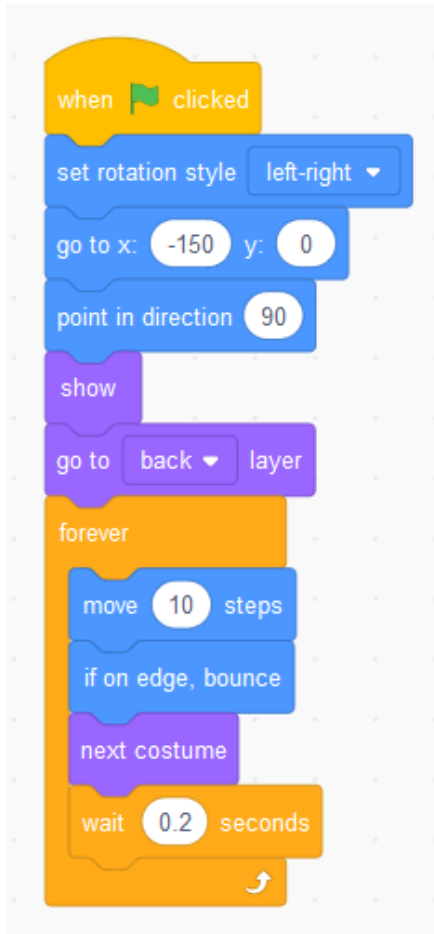 when clicked
set rotation style left-right
go to x: -150 y: 0
point in direction 90
show
go to back layer
forever
move 10 steps
if on edge, bounce
next costume
wait 0.2 seconds